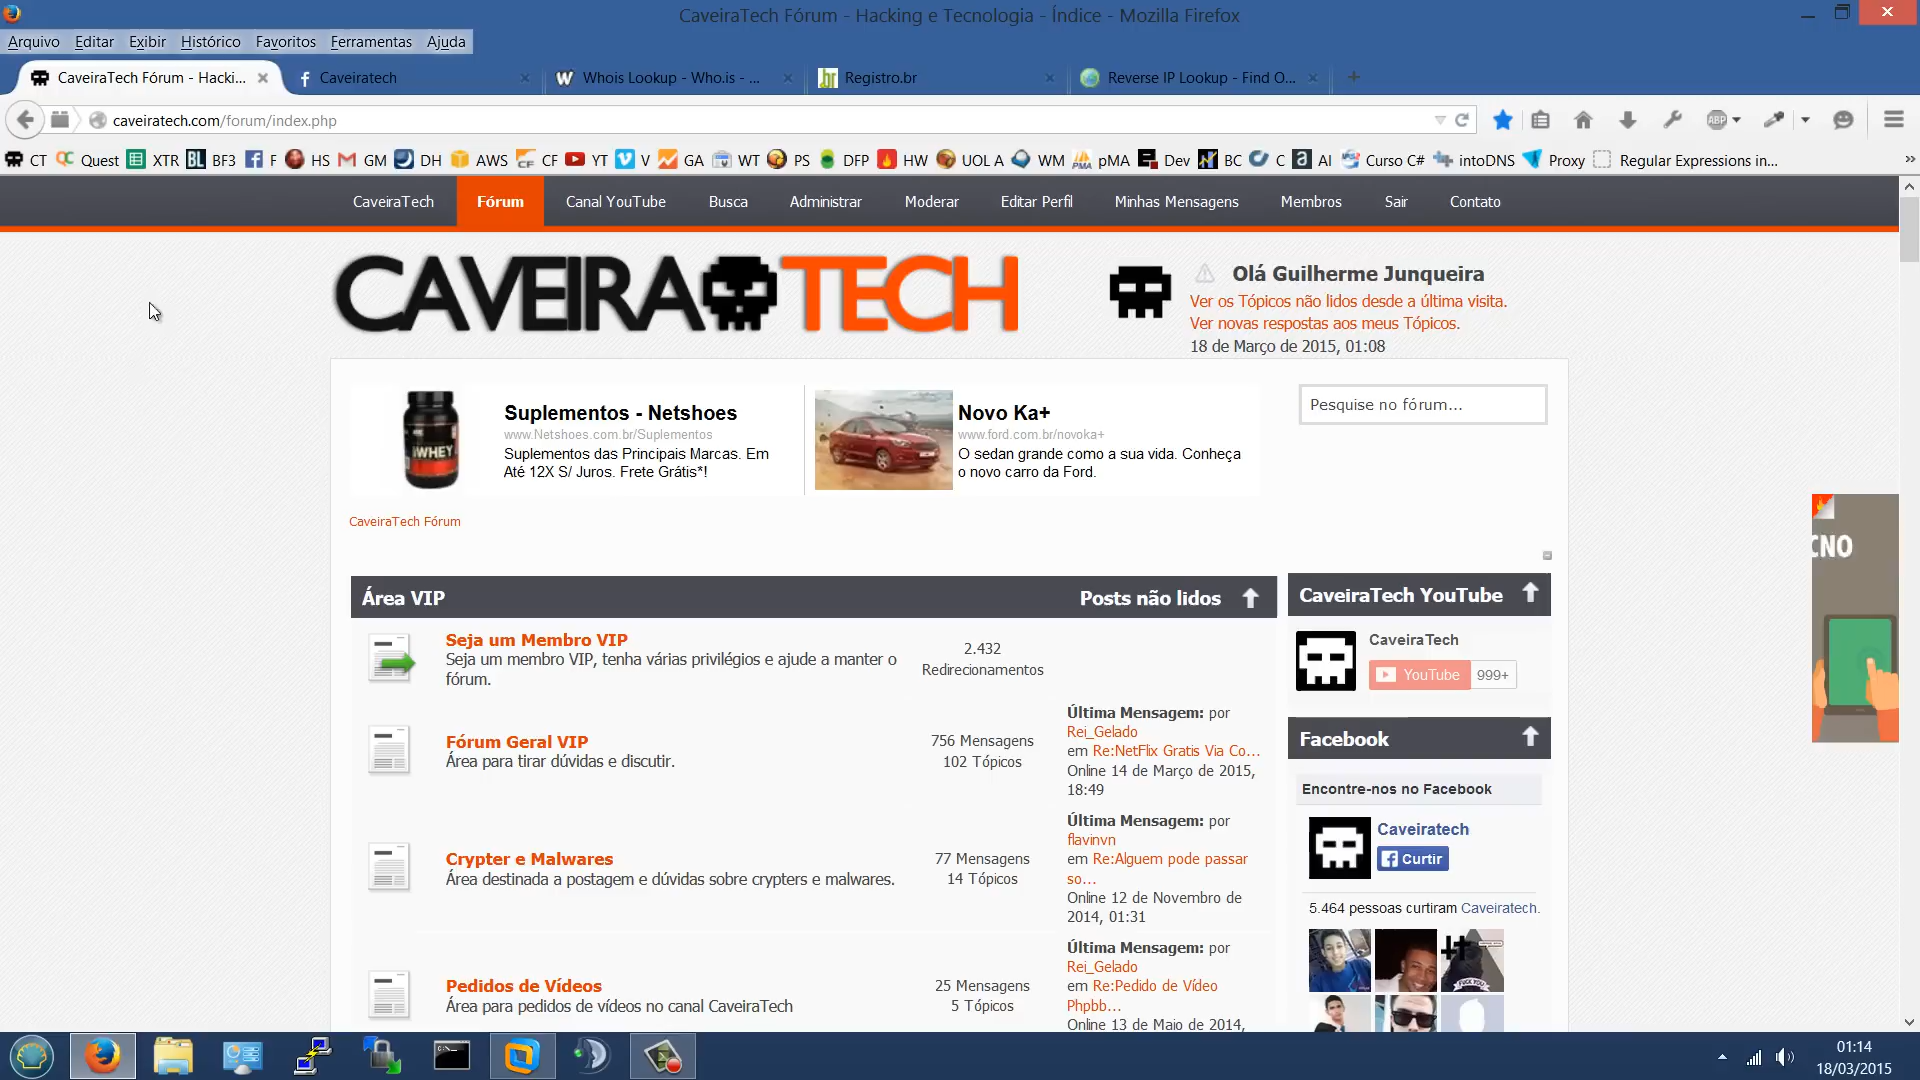 CaveiraTech Fórum - Hacking e Tecnologia - Índice - Mozilla Firefox
Arquivo Editar Exibir Histórico Favoritos Ferramentas Ajuda
CaveiraTech Fórum - Hacki... Caveiratech Whois Lookup - Who.is - ... Registro.br Reverse IP Lookup - Find O...
caveiratech.com/forum/index.php
ABP
CT Quest XTR BL BF3 F HS GM DH AWS CF CF YT V GA WT PS DFP HW UOL A WM pMA Dev BC C AI Curso C# intoDNS Proxy Regular Expressions in...
CaveiraTech Fórum Canal YouTube Busca Administrar Moderar Editar Perfil Minhas Mensagens Membros Sair Contato
CAVEIRATECH
Olá Guilherme Junqueira
Ver os Tópicos não lidos desde a última visita.
Ver novas respostas aos meus Tópicos.
18 de Março de 2015, 01:08
WHEY
Suplementos - Netshoes
www.Netshoes.com.br/Suplementos
Suplementos das Principais Marcas. Em
Até 12X S/ Juros. Frete Grátis*!
Novo Ka+
www.ford.com.br/novoka+
O sedan grande como a sua vida. Conheça
o novo carro da Ford.
Pesquise no fórum...
CaveiraTech Fórum
CNO
Área VIP Posts não lidos
Seja um Membro VIP
Seja um membro VIP, tenha várias privilégios e ajude a manter o
fórum.
2.432
Redirecionamentos
Fórum Geral VIP
Área para tirar dúvidas e discutir.
756 Mensagens
102 Tópicos
Última Mensagem: por
Rei_Gelado
em Re:NetFlix Gratis Via Co...
Online 14 de Março de 2015,
18:49
Crypter e Malwares
Área destinada a postagem e dúvidas sobre crypters e malwares.
77 Mensagens
14 Tópicos
Última Mensagem: por
flavinvn
em Re:Alguem pode passar
so...
Online 12 de Novembro de
2014, 01:31
Pedidos de Vídeos
Área para pedidos de vídeos no canal CaveiraTech
25 Mensagens
5 Tópicos
Última Mensagem: por
Rei_Gelado
em Re:Pedido de Vídeo
Phpbb...
Online 13 de Maio de 2014,
CaveiraTech YouTube
CaveiraTech
YouTube 999+
Facebook
Encontre-nos no Facebook
Caveiratech
Curtir
5.464 pessoas curtiram Caveiratech.
FUCK YOU
01:14
18/03/2015